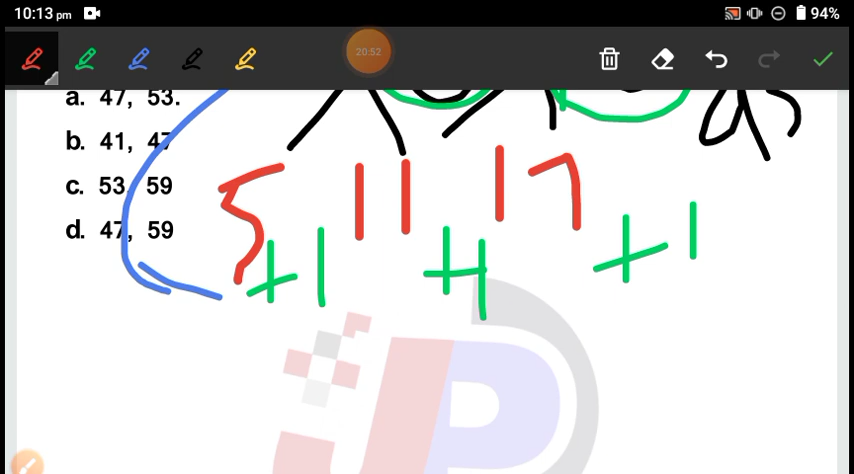 10:13 pm 94%
20:52
a. 47, 53.
b. 41, 47
c. 53, 59
d. 47, 59
5 11 17
+1 +1 +1
P